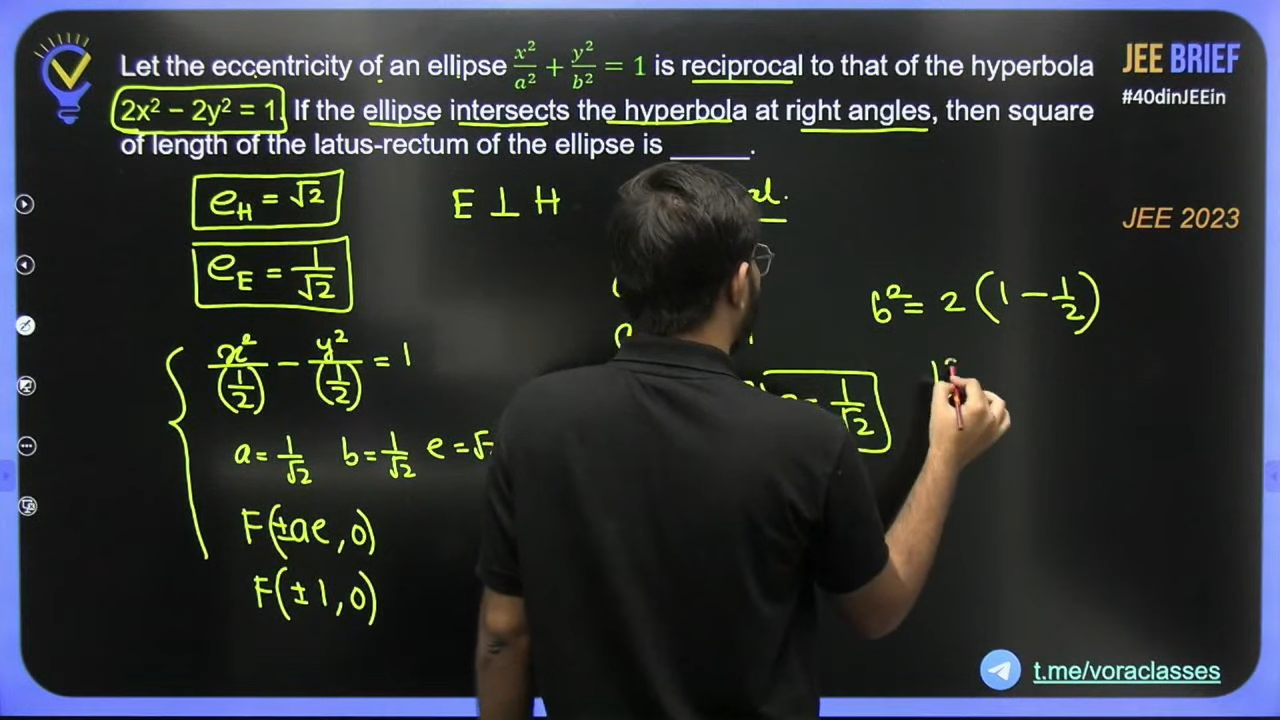 Let the eccentricity of an ellipse x²/a² + y²/b² = 1 is reciprocal to that of the hyperbola
2x² − 2y² = 1. If the ellipse intersects the hyperbola at right angles, then square
of length of the latus-rectum of the ellipse is _____.
JEE BRIEF
#40dinJEEin
JEE 2023
e_H = √2
E ⊥ H
e_E = 1/√2
b² = 2 (1 − 1/2)
x²/(1/2) − y²/(1/2) = 1
= 1/√2
a = 1/√2 b = 1/√2 e = √
F(±ae, 0)
F(±1, 0)
t.me/voraclasses